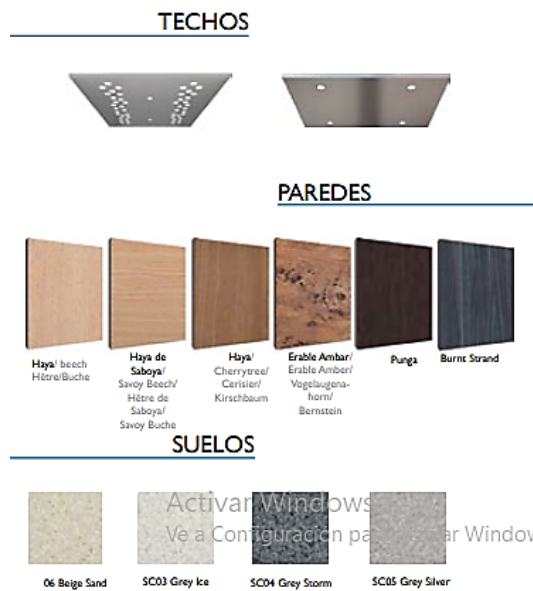 TECHOS
PAREDES
Haya/ beech
Hêtre/Buche
Haya de
Saboya/
Savoy Beech/
Hêtre de
Saboya/
Savoy Buche
Haya/
Cherrytree/
Cerisier/
Kirschbaum
Erable Ambar/
Erable Amber/
Vogelaugena-
horn/
Bernstein
Punga
Burnt Strand
SUELOS
Activar Windows
Ve a Configuración para activar Windows
06 Beige Sand
SC03 Grey Ice
SC04 Grey Storm
SC05 Grey Silver